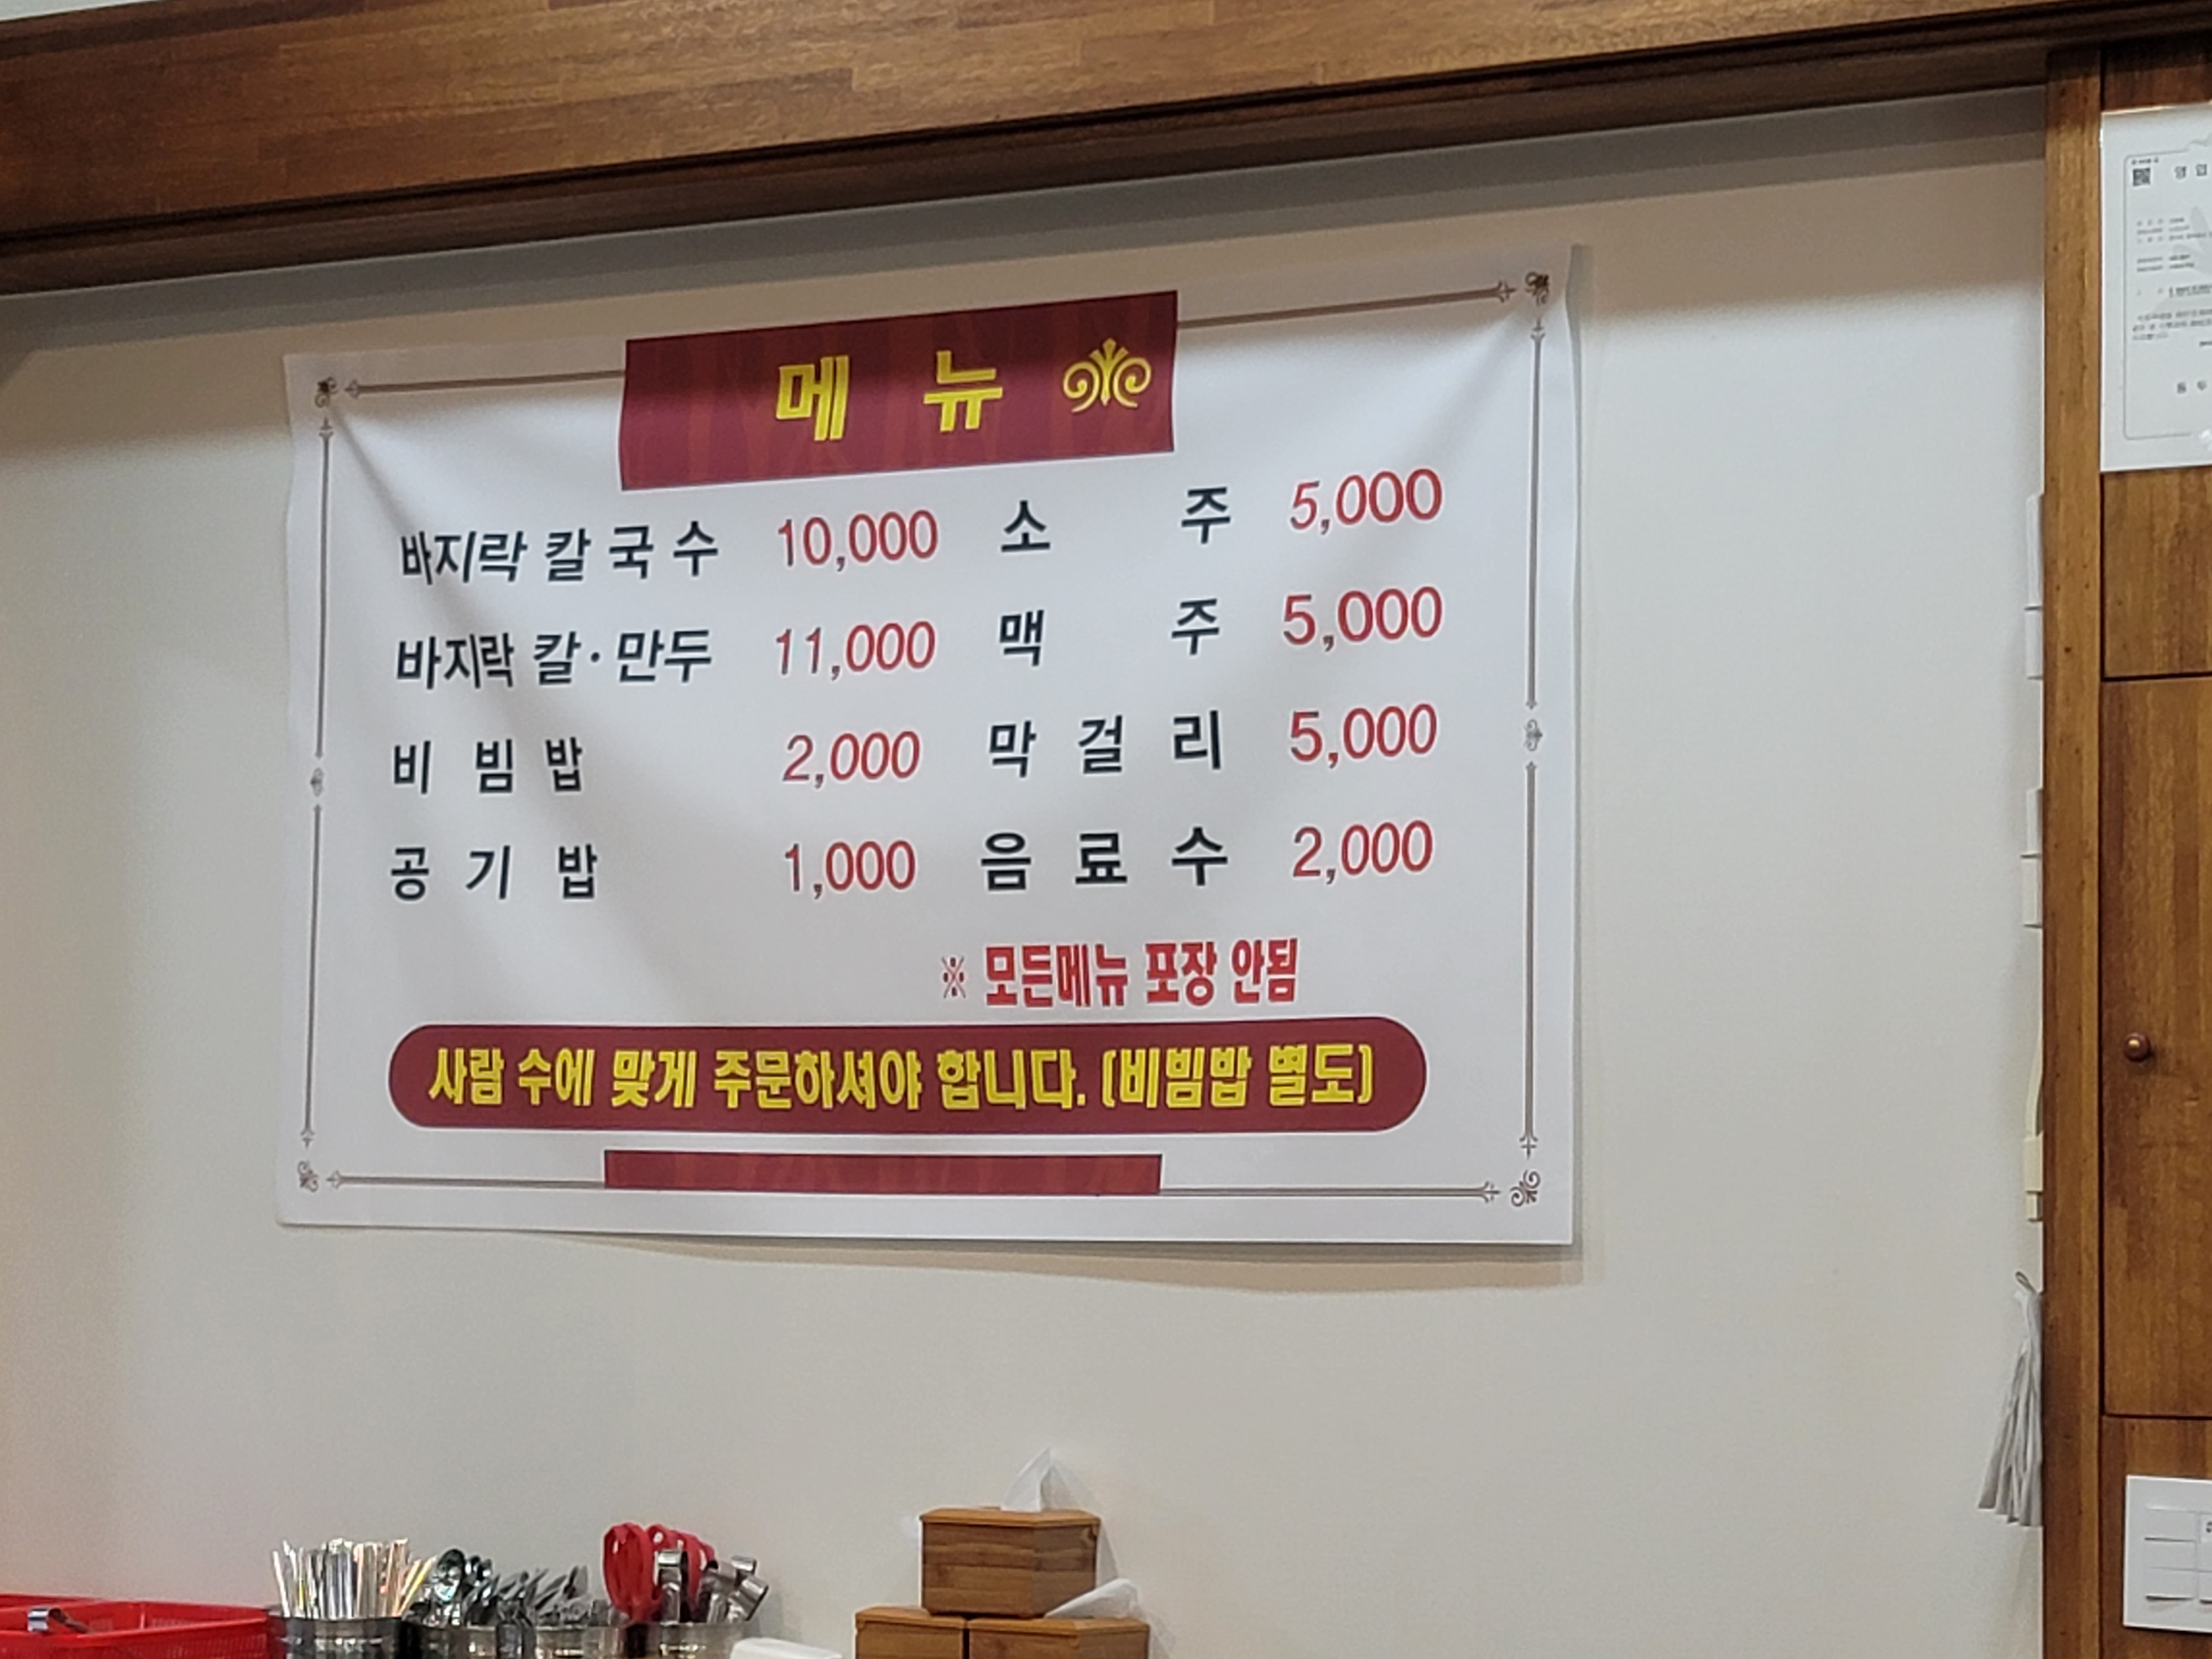 메 뉴
바지락 칼 국 수 10,000 소 주 5,000
바지락 칼·만두 11,000 맥 주 5,000
비 빔 밥 2,000 막 걸 리 5,000
공 기 밥 1,000 음 료 수 2,000
※ 모든메뉴 포장 안됨
사람 수에 맞게 주문하셔야 합니다. (비빔밥 별도)